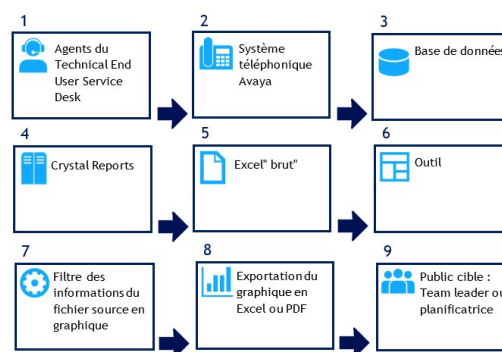 1
Agents du
Technical End
User Service
Desk
2
Système
téléphonique
Avaya
3
Base de données
4
Crystal Reports
5
Excel" brut"
6
Outil
7
Filtre des
informations du
fichier source en
graphique
8
Exportation du
graphique en
Excel ou PDF
9
Public cible :
Team leader ou
planificatrice